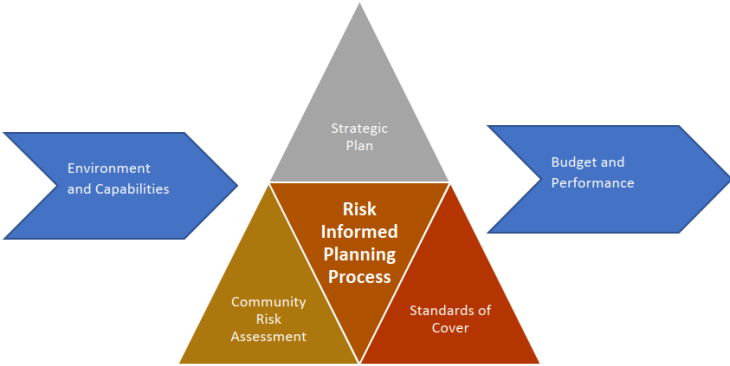 Strategic
Plan
Environment
and Capabilities
Budget and
Performance
Risk
Informed
Planning
Process
Community
Risk
Assessment
Standards of
Cover